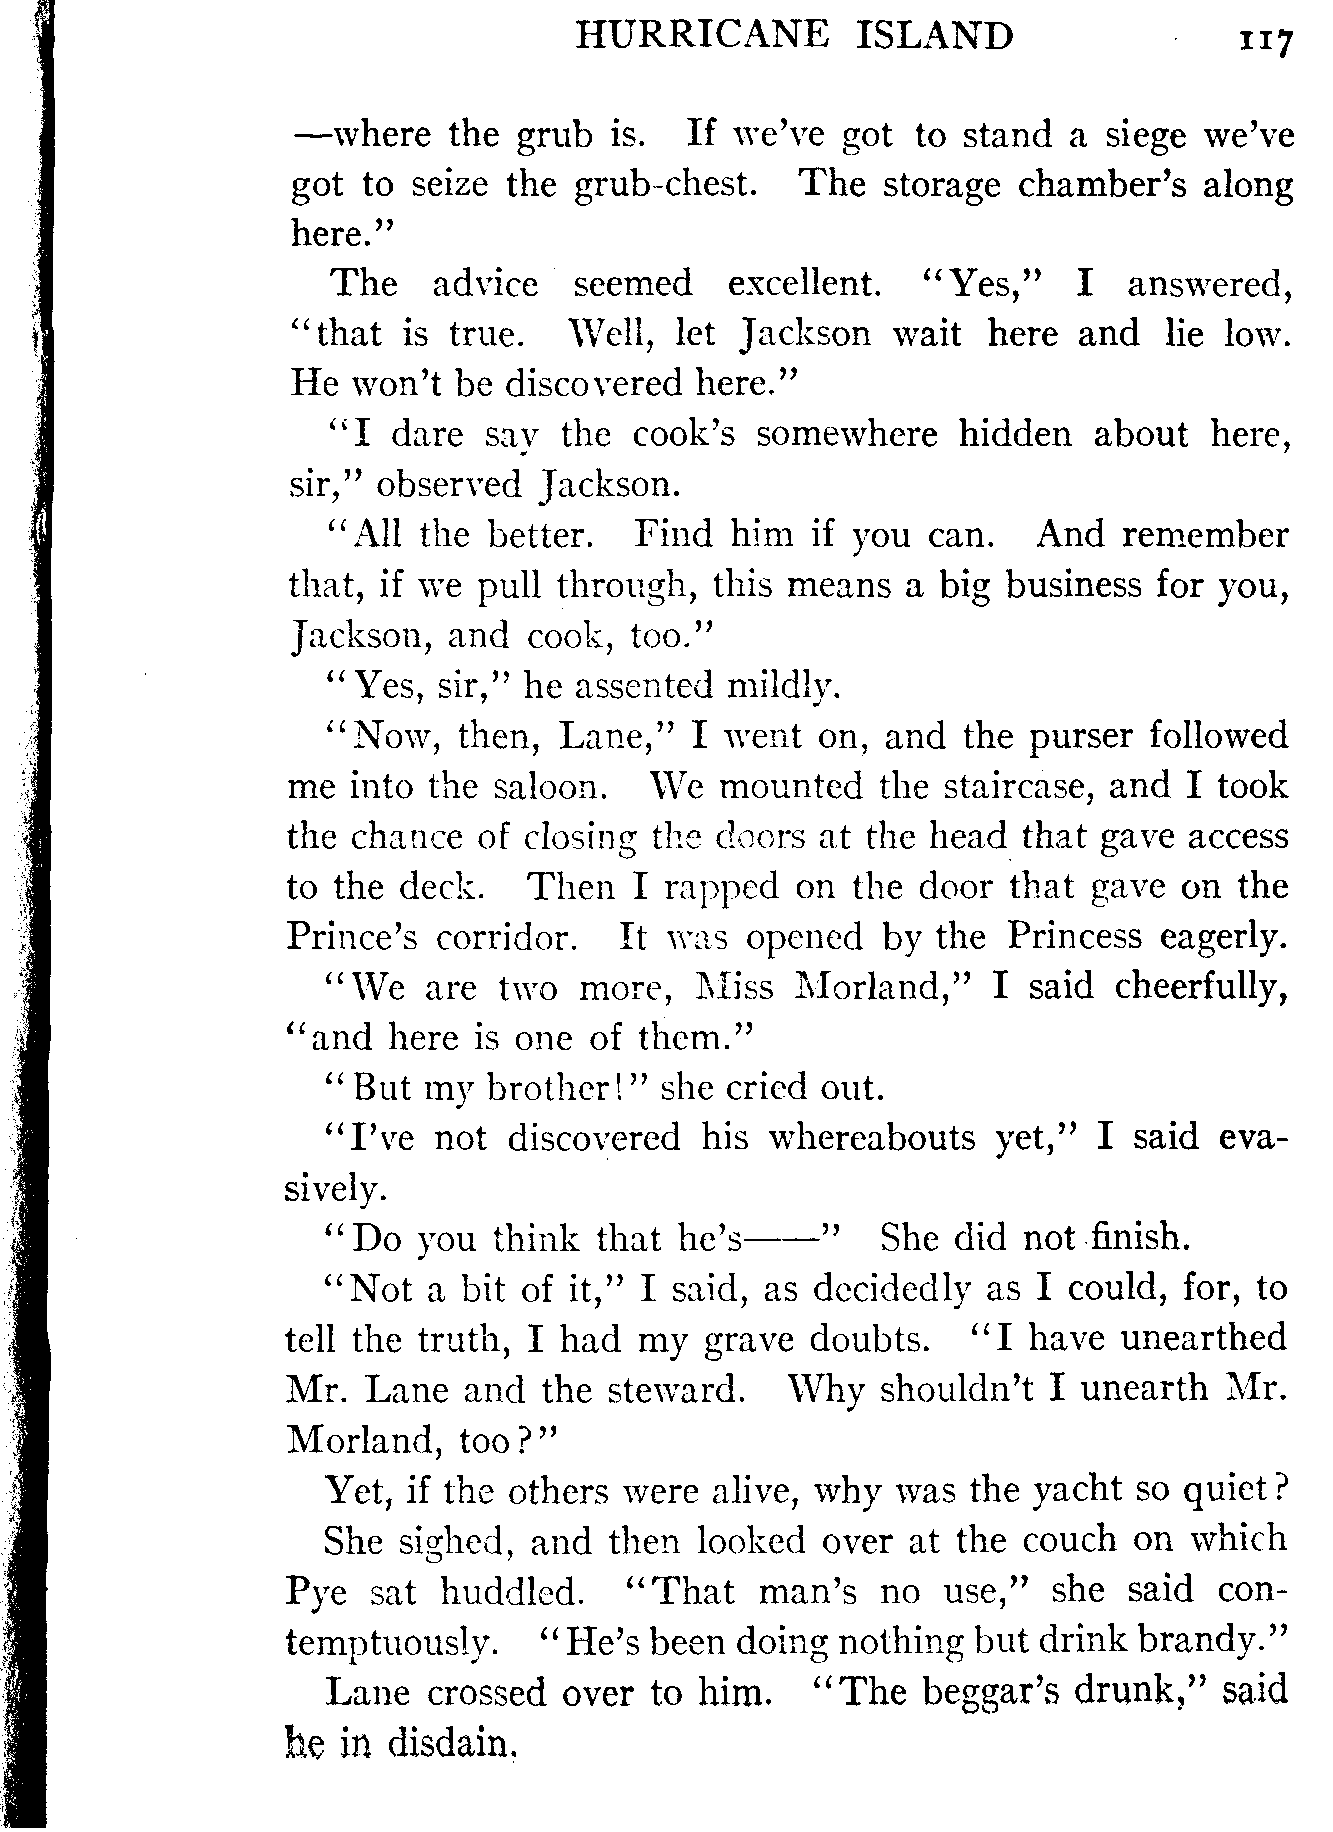 HURRICANE ISLAND 117
—where the grub is. If we've got to stand a siege we've
got to seize the grub-chest. The storage chamber's along
here."
The advice seemed excellent. "Yes," I answered,
"that is true. Well, let Jackson wait here and lie low.
He won't be discovered here."
"I dare say the cook's somewhere hidden about here,
sir," observed Jackson.
"All the better. Find him if you can. And remember
that, if we pull through, this means a big business for you,
Jackson, and cook, too."
"Yes, sir," he assented mildly.
"Now, then, Lane," I went on, and the purser followed
me into the saloon. We mounted the staircase, and I took
the chance of closing the doors at the head that gave access
to the deck. Then I rapped on the door that gave on the
Prince's corridor. It was opened by the Princess eagerly.
"We are two more, Miss Morland," I said cheerfully,
"and here is one of them."
"But my brother!" she cried out.
"I've not discovered his whereabouts yet," I said eva-
sively.
"Do you think that he's——" She did not finish.
"Not a bit of it," I said, as decidedly as I could, for, to
tell the truth, I had my grave doubts. "I have unearthed
Mr. Lane and the steward. Why shouldn't I unearth Mr.
Morland, too?"
Yet, if the others were alive, why was the yacht so quiet?
She sighed, and then looked over at the couch on which
Pye sat huddled. "That man's no use," she said con-
temptuously. "He's been doing nothing but drink brandy."
Lane crossed over to him. "The beggar's drunk," said
he in disdain.